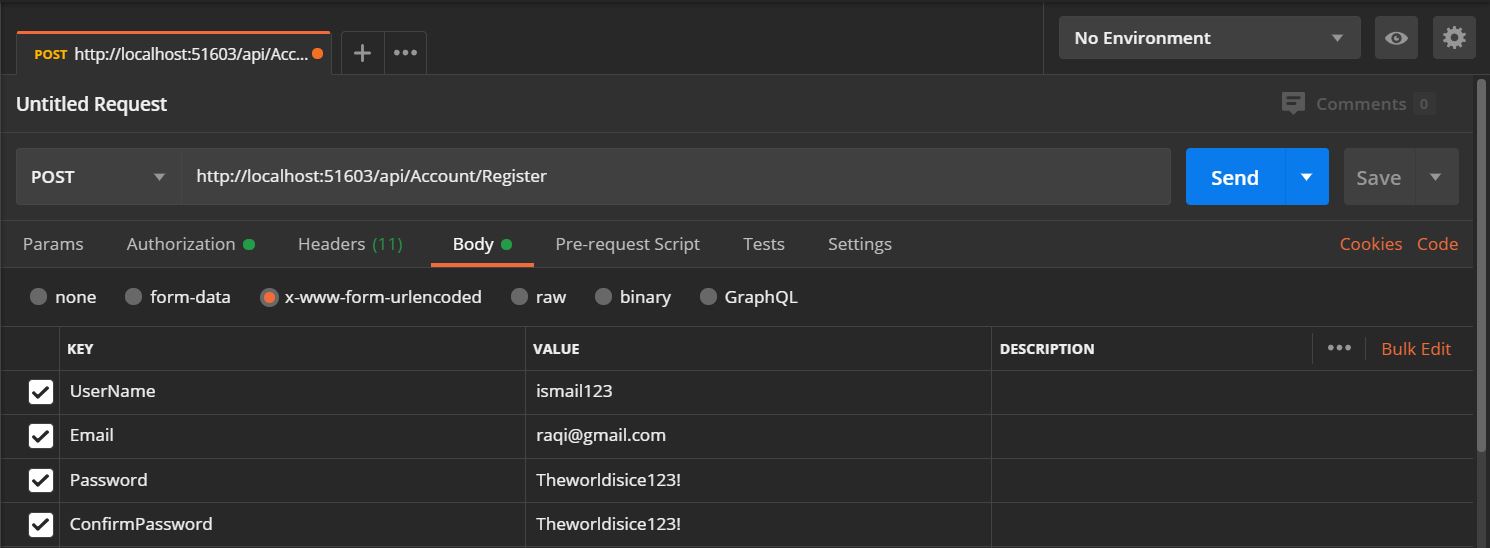 POST http://localhost:51603/api/Acc...
No Environment
Untitled Request
Comments 0
POST http://localhost:51603/api/Account/Register Send Save
Params Authorization Headers (11) Body Pre-request Script Tests Settings Cookies Code
none form-data x-www-form-urlencoded raw binary GraphQL
KEY VALUE DESCRIPTION Bulk Edit
UserName ismail123
Email raqi@gmail.com
Password Theworldisice123!
ConfirmPassword Theworldisice123!